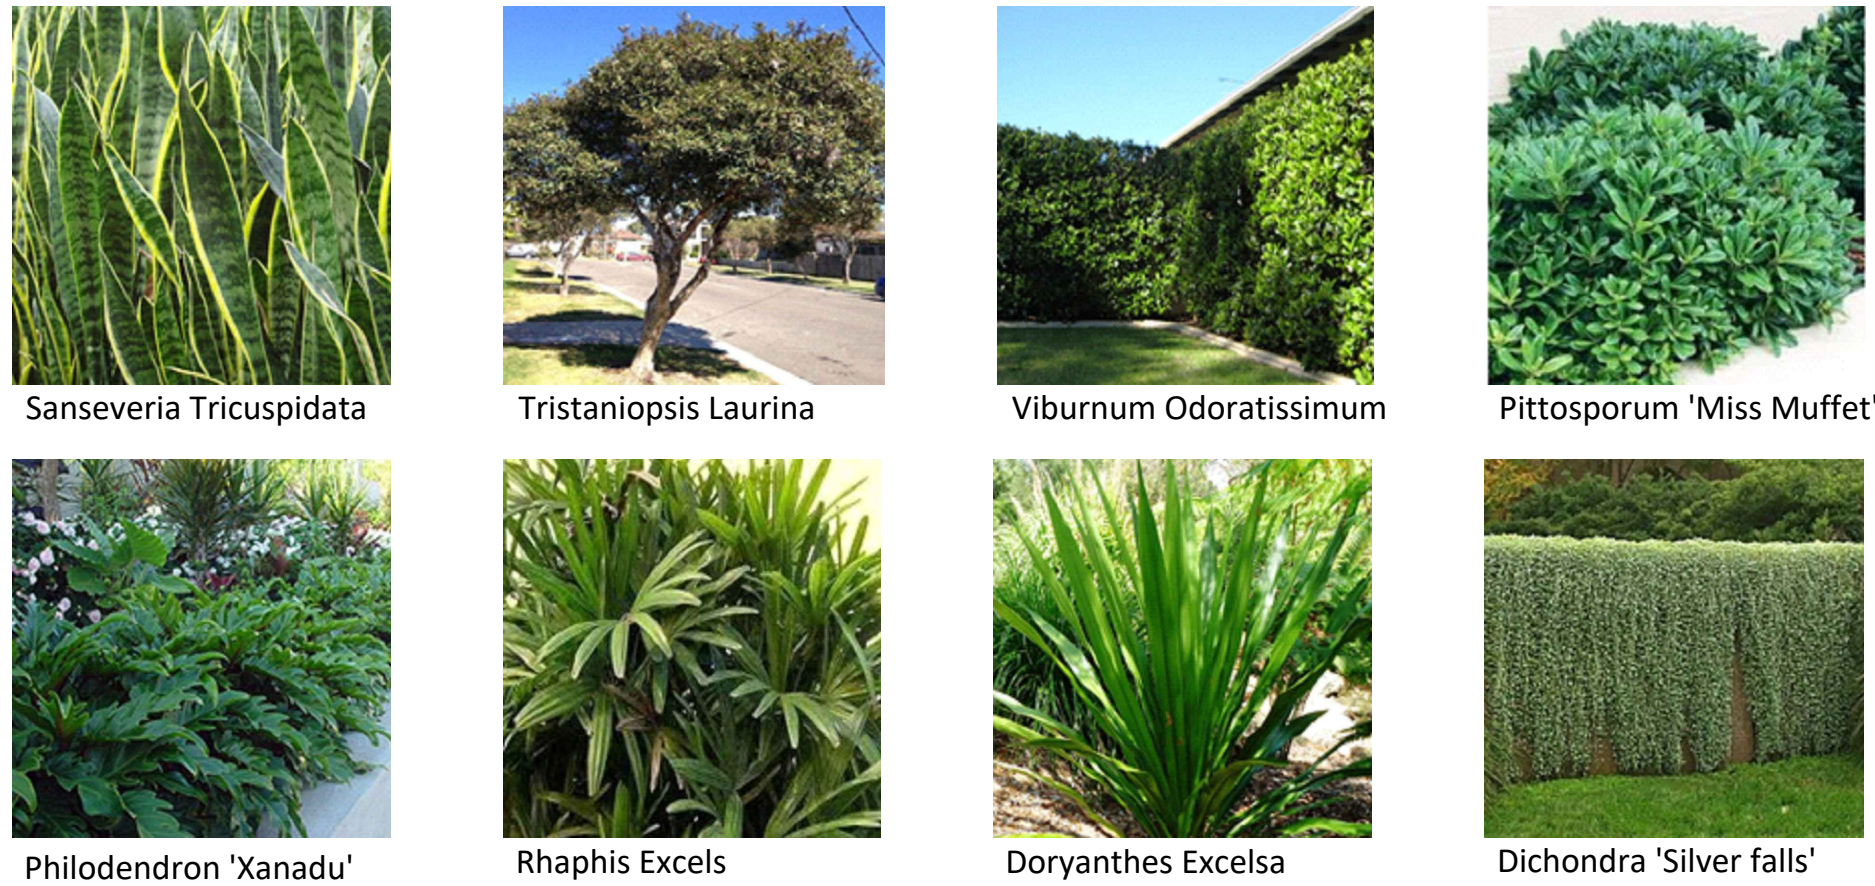 Sanseveria Tricuspidata
Tristaniopsis Laurina
Viburnum Odoratissimum
Pittosporum 'Miss Muffet'
Philodendron 'Xanadu'
Rhaphis Excels
Doryanthes Excelsa
Dichondra 'Silver falls'